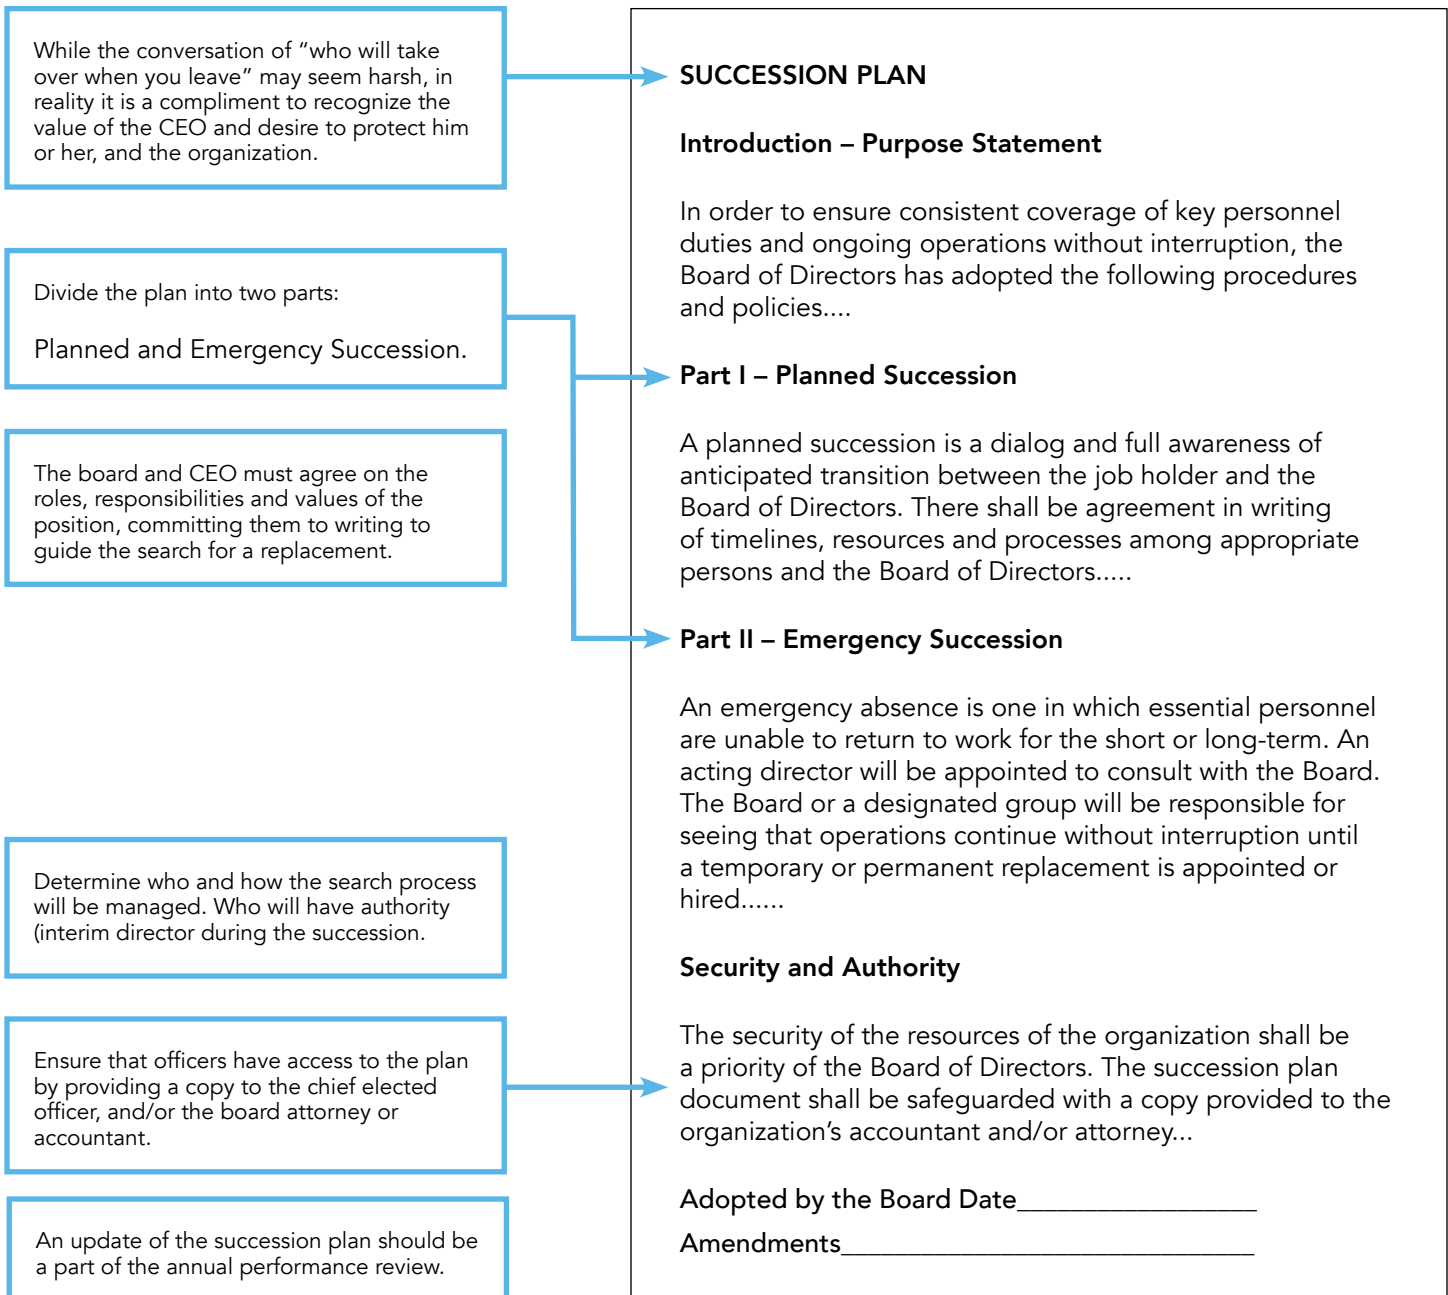 While the conversation of “who will take
over when you leave” may seem harsh, in
reality it is a compliment to recognize the
value of the CEO and desire to protect him
or her, and the organization.
Divide the plan into two parts:
Planned and Emergency Succession.
The board and CEO must agree on the
roles, responsibilities and values of the
position, committing them to writing to
guide the search for a replacement.
Determine who and how the search process
will be managed. Who will have authority
(interim director during the succession.
Ensure that officers have access to the plan
by providing a copy to the chief elected
officer, and/or the board attorney or
accountant.
An update of the succession plan should be
a part of the annual performance review.
SUCCESSION PLAN
Introduction – Purpose Statement
In order to ensure consistent coverage of key personnel
duties and ongoing operations without interruption, the
Board of Directors has adopted the following procedures
and policies....
Part I – Planned Succession
A planned succession is a dialog and full awareness of
anticipated transition between the job holder and the
Board of Directors. There shall be agreement in writing
of timelines, resources and processes among appropriate
persons and the Board of Directors.....
Part II – Emergency Succession
An emergency absence is one in which essential personnel
are unable to return to work for the short or long-term. An
acting director will be appointed to consult with the Board.
The Board or a designated group will be responsible for
seeing that operations continue without interruption until
a temporary or permanent replacement is appointed or
hired......
Security and Authority
The security of the resources of the organization shall be
a priority of the Board of Directors. The succession plan
document shall be safeguarded with a copy provided to the
organization’s accountant and/or attorney...
Adopted by the Board Date__________________
Amendments_______________________________